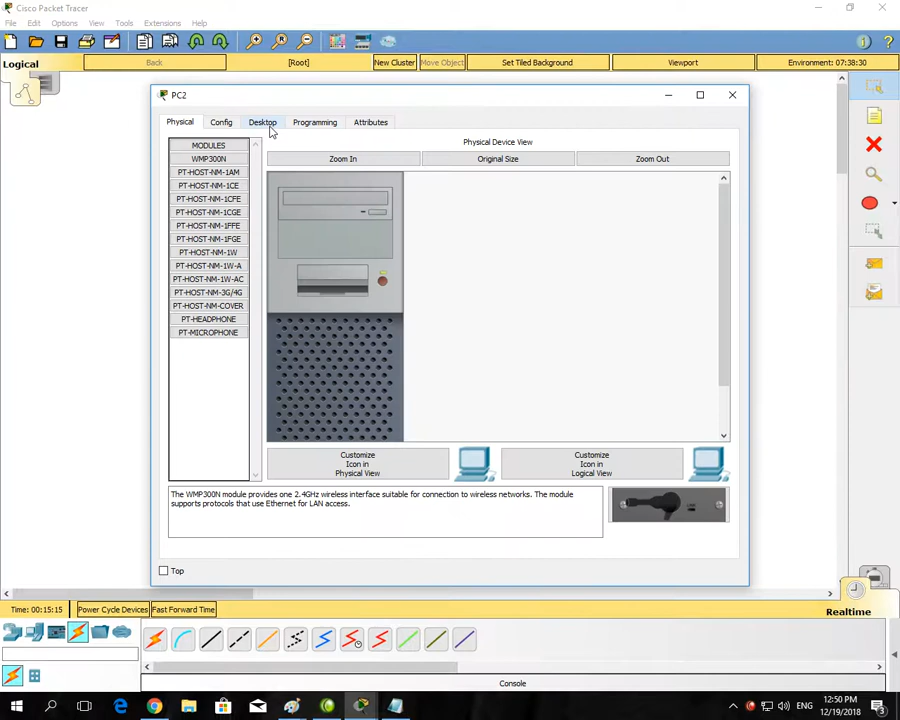 Cisco Packet Tracer
File Edit Options View Tools Extensions Help
Logical Back [Root] New Cluster Move Object Set Tiled Background Viewport Environment: 07:38:30
PC2
Physical Config Desktop Programming Attributes
MODULES
WMP300N
PT-HOST-NM-1AM
PT-HOST-NM-1CE
PT-HOST-NM-1CFE
PT-HOST-NM-1CGE
PT-HOST-NM-1FFE
PT-HOST-NM-1FGE
PT-HOST-NM-1W
PT-HOST-NM-1W-A
PT-HOST-NM-1W-AC
PT-HOST-NM-3G/4G
PT-HOST-NM-COVER
PT-HEADPHONE
PT-MICROPHONE
Physical Device View
Zoom In Original Size Zoom Out
Customize
Icon in
Physical View
Customize
Icon in
Logical View
The WMP300N module provides one 2.4GHz wireless interface suitable for connection to wireless networks. The module
supports protocols that use Ethernet for LAN access.
Top
Time: 00:15:15 Power Cycle Devices Fast Forward Time
Realtime
Console
ENG
12:50 PM
12/19/2018
3